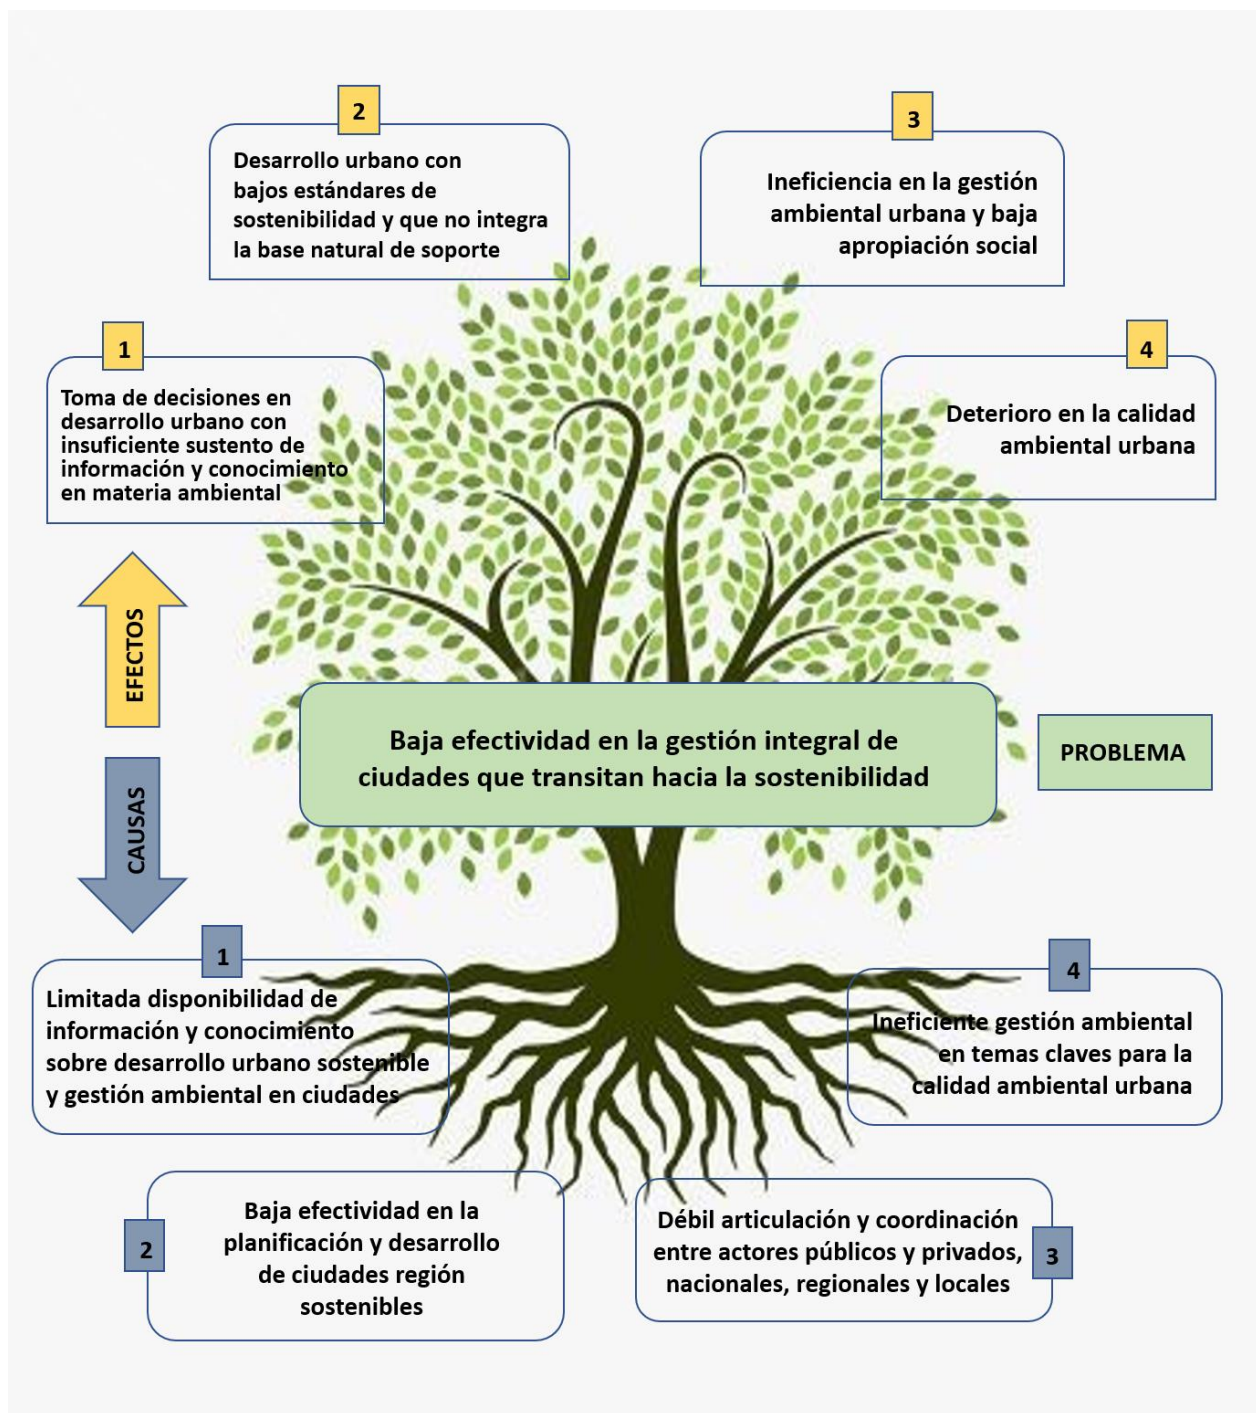 2
Desarrollo urbano con
bajos estándares de
sostenibilidad y que no integra
la base natural de soporte
3
Ineficiencia en la gestión
ambiental urbana y baja
apropiación social
1
Toma de decisiones en
desarrollo urbano con
insuficiente sustento de
información y conocimiento
en materia ambiental
4
Deterioro en la calidad
ambiental urbana
EFECTOS
Baja efectividad en la gestión integral de
ciudades que transitan hacia la sostenibilidad
PROBLEMA
CAUSAS
1
Limitada disponibilidad de
información y conocimiento
sobre desarrollo urbano sostenible
y gestión ambiental en ciudades
4
Ineficiente gestión ambiental
en temas claves para la
calidad ambiental urbana
2
Baja efectividad en la
planificación y desarrollo
de ciudades región
sostenibles
Débil articulación y coordinación
entre actores públicos y privados,
nacionales, regionales y locales
3